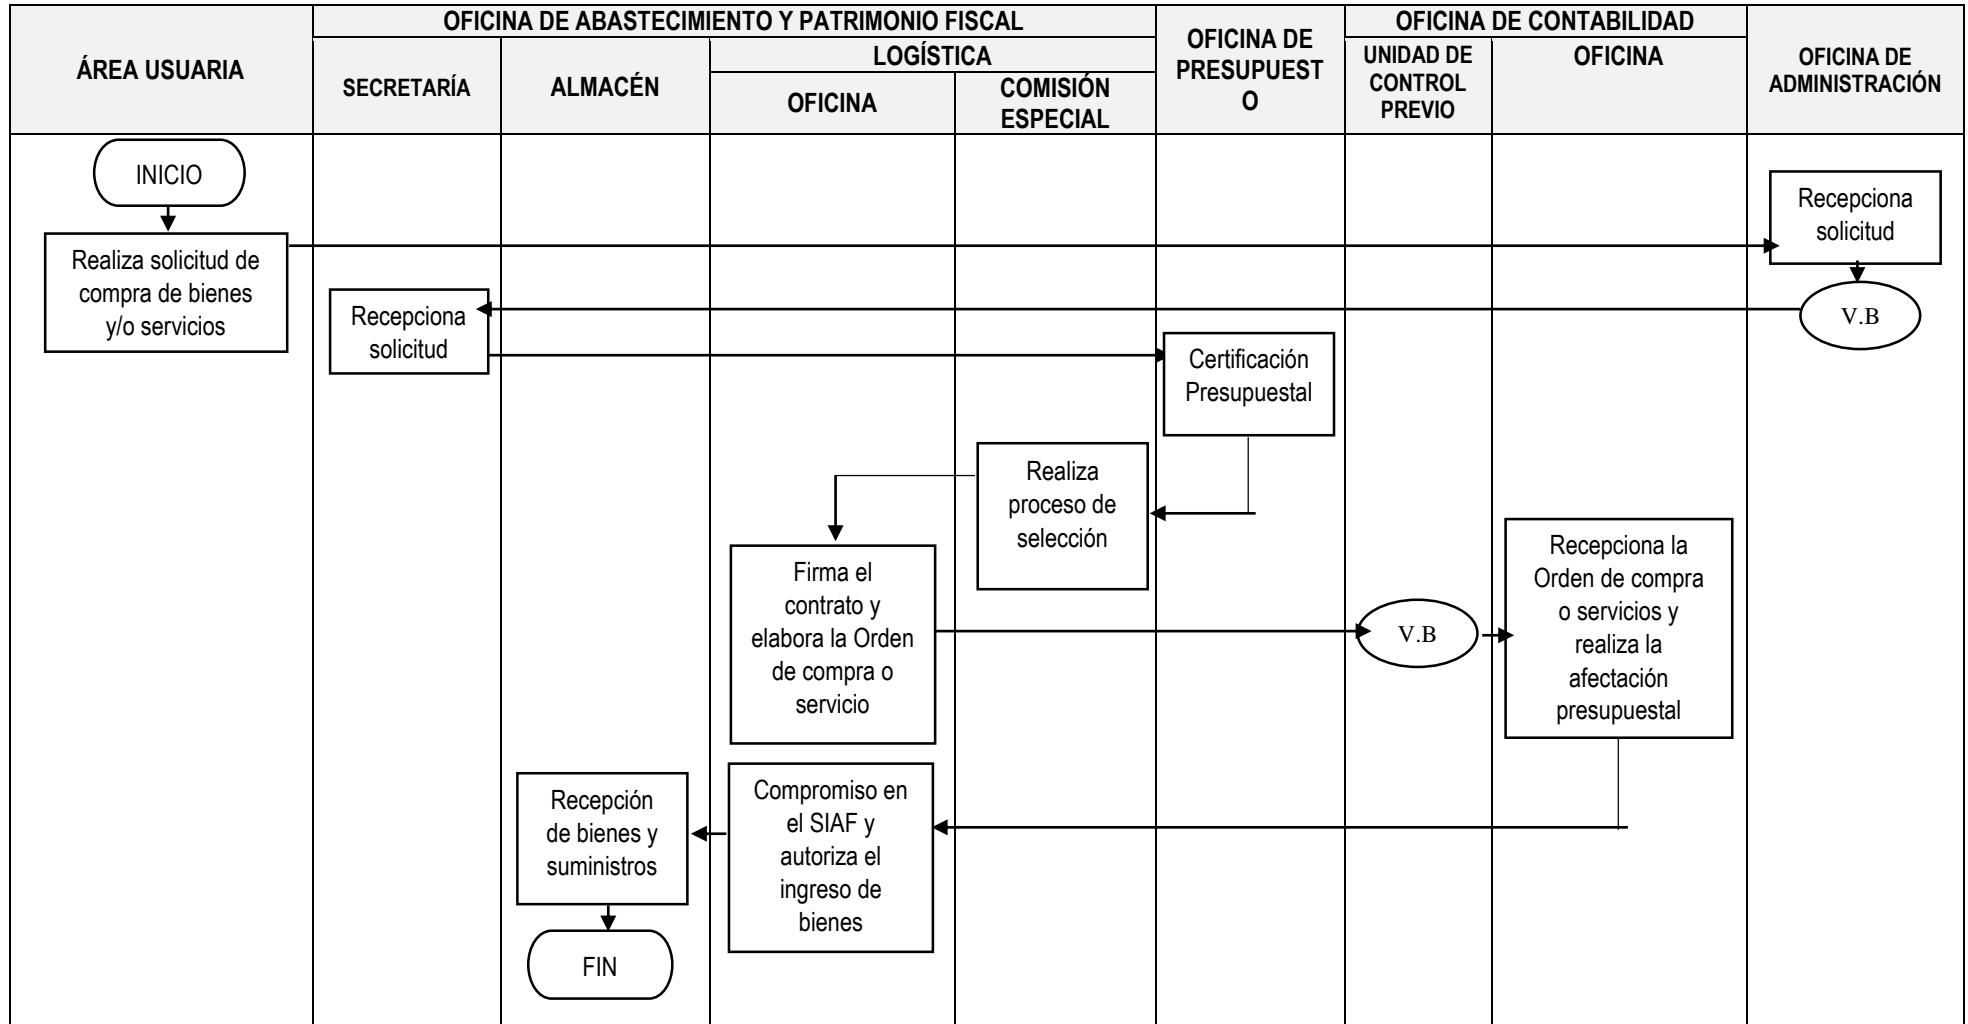 ÁREA USUARIA
OFICINA DE ABASTECIMIENTO Y PATRIMONIO FISCAL
SECRETARÍA
ALMACÉN
LOGÍSTICA
OFICINA
COMISIÓN
ESPECIAL
OFICINA DE
PRESUPUEST
O
OFICINA DE CONTABILIDAD
UNIDAD DE
CONTROL
PREVIO
OFICINA
OFICINA DE
ADMINISTRACIÓN
INICIO
Realiza solicitud de
compra de bienes
y/o servicios
Recepciona
solicitud
V.B
Recepciona
solicitud
Certificación
Presupuestal
Realiza
proceso de
selección
Firma el
contrato y
elabora la Orden
de compra o
servicio
V.B
Recepciona la
Orden de compra
o servicios y
realiza la
afectación
presupuestal
Compromiso en
el SIAF y
autoriza el
ingreso de
bienes
Recepción
de bienes y
suministros
FIN